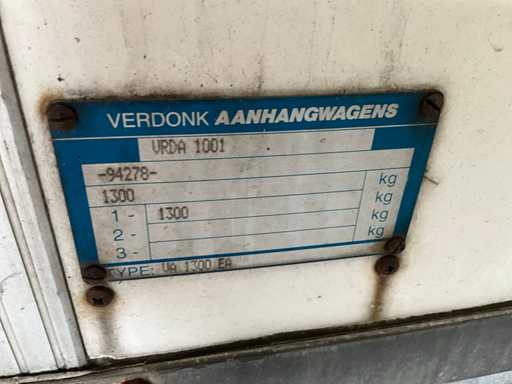 VERDONK AANHANGWAGENS
VRDA 1001
-94278-
1300 kg
1 - 1300 kg
2 - kg
3 - kg
TYPE: VA 1300 EA